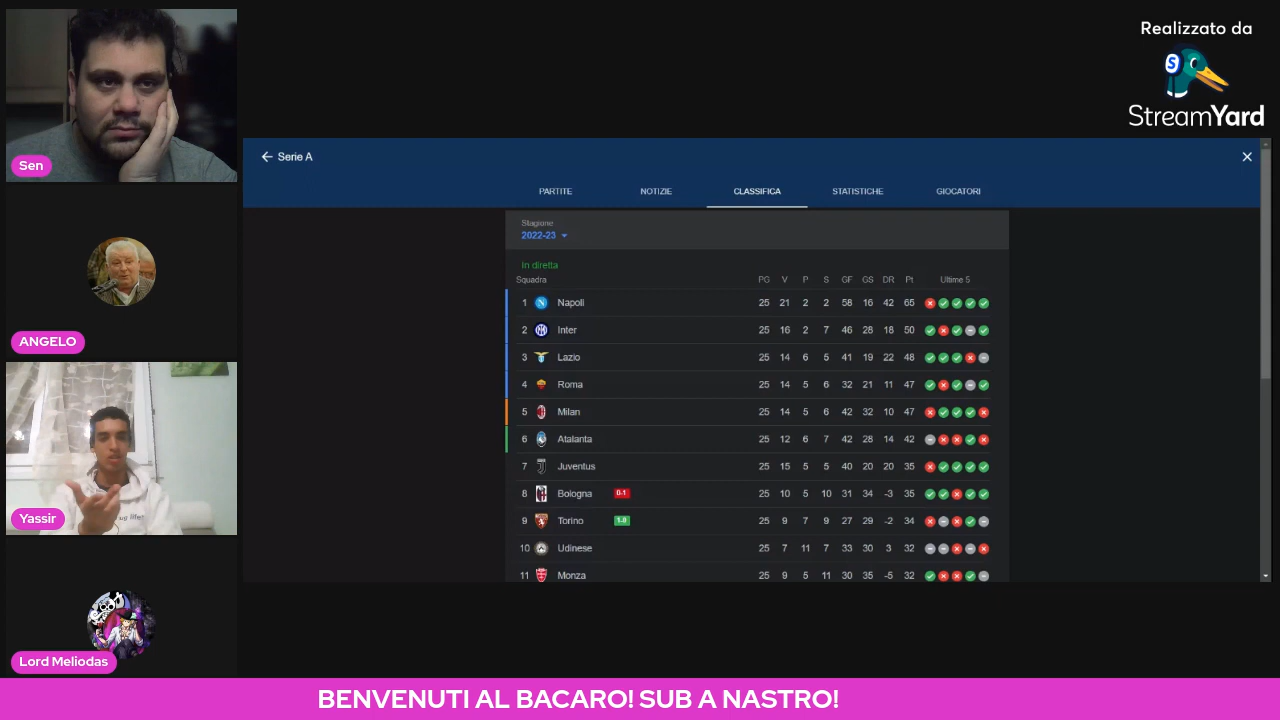 Realizzato da
S
StreamYard
Sen
ANGELO
Yassir
Lord Meliodas
Serie A
PARTITE NOTIZIE CLASSIFICA STATISTICHE GIOCATORI
Stagione
2022-23
In diretta
Squadra PG V P S GF GS DR Pt Ultime 5
1 Napoli 25 21 2 2 58 16 42 65
2 Inter 25 16 2 7 46 28 18 50
3 Lazio 25 14 6 5 41 19 22 48
4 Roma 25 14 5 6 32 21 11 47
5 Milan 25 14 5 6 42 32 10 47
6 Atalanta 25 12 6 7 42 28 14 42
7 Juventus 25 15 5 5 40 20 20 35
8 Bologna 0-1 25 10 5 10 31 34 -3 35
9 Torino 1-0 25 9 7 9 27 29 -2 34
10 Udinese 25 7 11 7 33 30 3 32
11 Monza 25 9 5 11 30 35 -5 32
BENVENUTI AL BACARO! SUB A NASTRO!